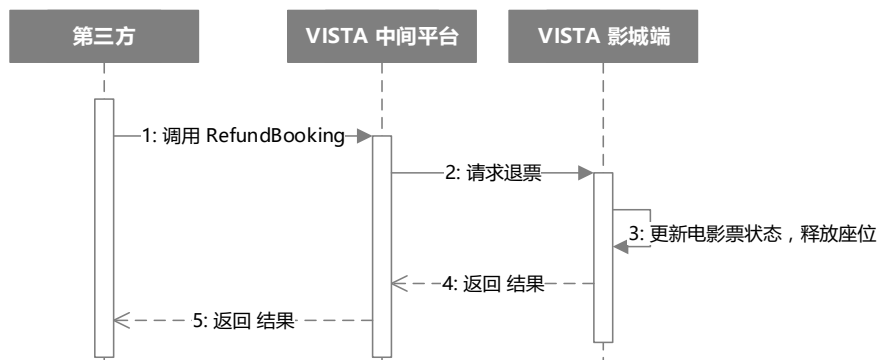 第三方
VISTA 中间平台
VISTA 影城端
1: 调用 RefundBooking
2: 请求退票
3: 更新电影票状态，释放座位
4: 返回 结果
5: 返回 结果